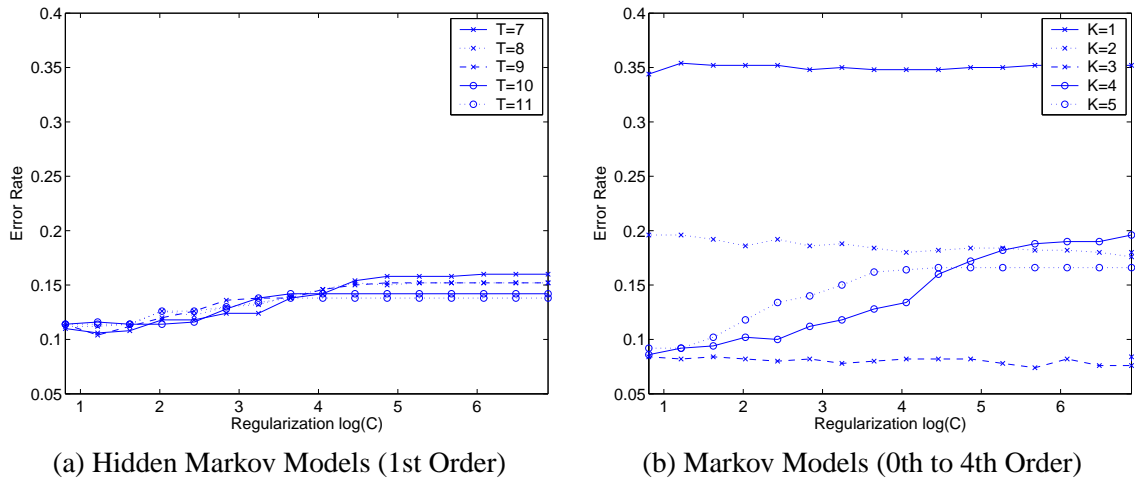 0.4
0.35
0.3
0.25
0.2
0.15
0.1
0.05
Error Rate
1 2 3 4 5 6
Regularization log(C)
T=7
T=8
T=9
T=10
T=11
(a) Hidden Markov Models (1st Order)
0.4
0.35
0.3
0.25
0.2
0.15
0.1
0.05
Error Rate
1 2 3 4 5 6
Regularization log(C)
K=1
K=2
K=3
K=4
K=5
(b) Markov Models (0th to 4th Order)